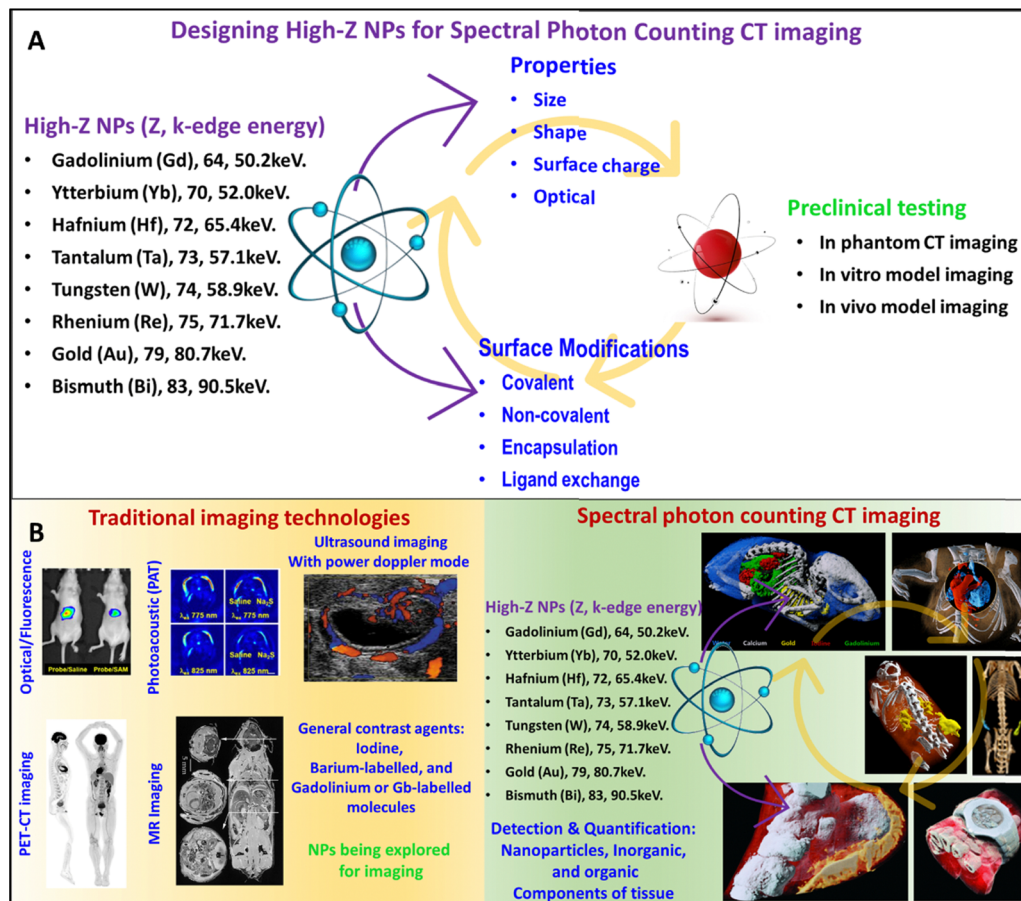 A
Designing High-Z NPs for Spectral Photon Counting CT imaging
High-Z NPs (Z, k-edge energy)
• Gadolinium (Gd), 64, 50.2keV.
• Ytterbium (Yb), 70, 52.0keV.
• Hafnium (Hf), 72, 65.4keV.
• Tantalum (Ta), 73, 57.1keV.
• Tungsten (W), 74, 58.9keV.
• Rhenium (Re), 75, 71.7keV.
• Gold (Au), 79, 80.7keV.
• Bismuth (Bi), 83, 90.5keV.
Properties
• Size
• Shape
• Surface charge
• Optical
Preclinical testing
• In phantom CT imaging
• In vitro model imaging
• In vivo model imaging
Surface Modifications
• Covalent
• Non-covalent
• Encapsulation
• Ligand exchange
B
Traditional imaging technologies
Optical/Fluorescence
Probe/Saline Probe/SAM
Photoacoustic (PAT)
775 nm
Saline Na₂S
775 nm
825 nm
Saline Na₂S
825 nm
Ultrasound imaging
With power doppler mode
PET-CT imaging
MR Imaging
5 mm
General contrast agents:
Iodine,
Barium-labelled, and
Gadolinium or Gb-labelled
molecules
NPs being explored
for imaging
Spectral photon counting CT imaging
Calcium Gold Gadolinium
High-Z NPs (Z, k-edge energy)
• Gadolinium (Gd), 64, 50.2keV.
• Ytterbium (Yb), 70, 52.0keV.
• Hafnium (Hf), 72, 65.4keV.
• Tantalum (Ta), 73, 57.1keV.
• Tungsten (W), 74, 58.9keV.
• Rhenium (Re), 75, 71.7keV.
• Gold (Au), 79, 80.7keV.
• Bismuth (Bi), 83, 90.5keV.
Detection & Quantification:
Nanoparticles, Inorganic,
and organic
Components of tissue